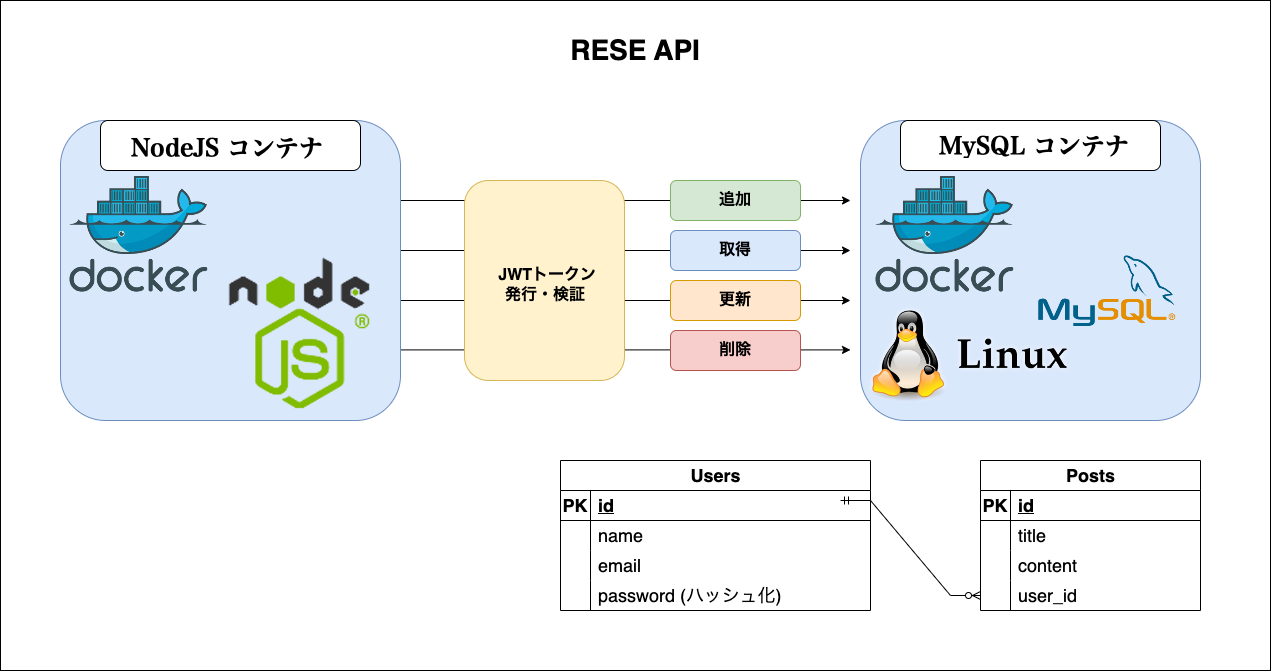 RESE API
NodeJS コンテナ
docker
node
JS
®
JWTトークン
発行・検証
追加
取得
更新
削除
MySQL コンテナ
docker
MySQL®
Linux
Users
PK id
name
email
password (ハッシュ化)
Posts
PK id
title
content
user_id